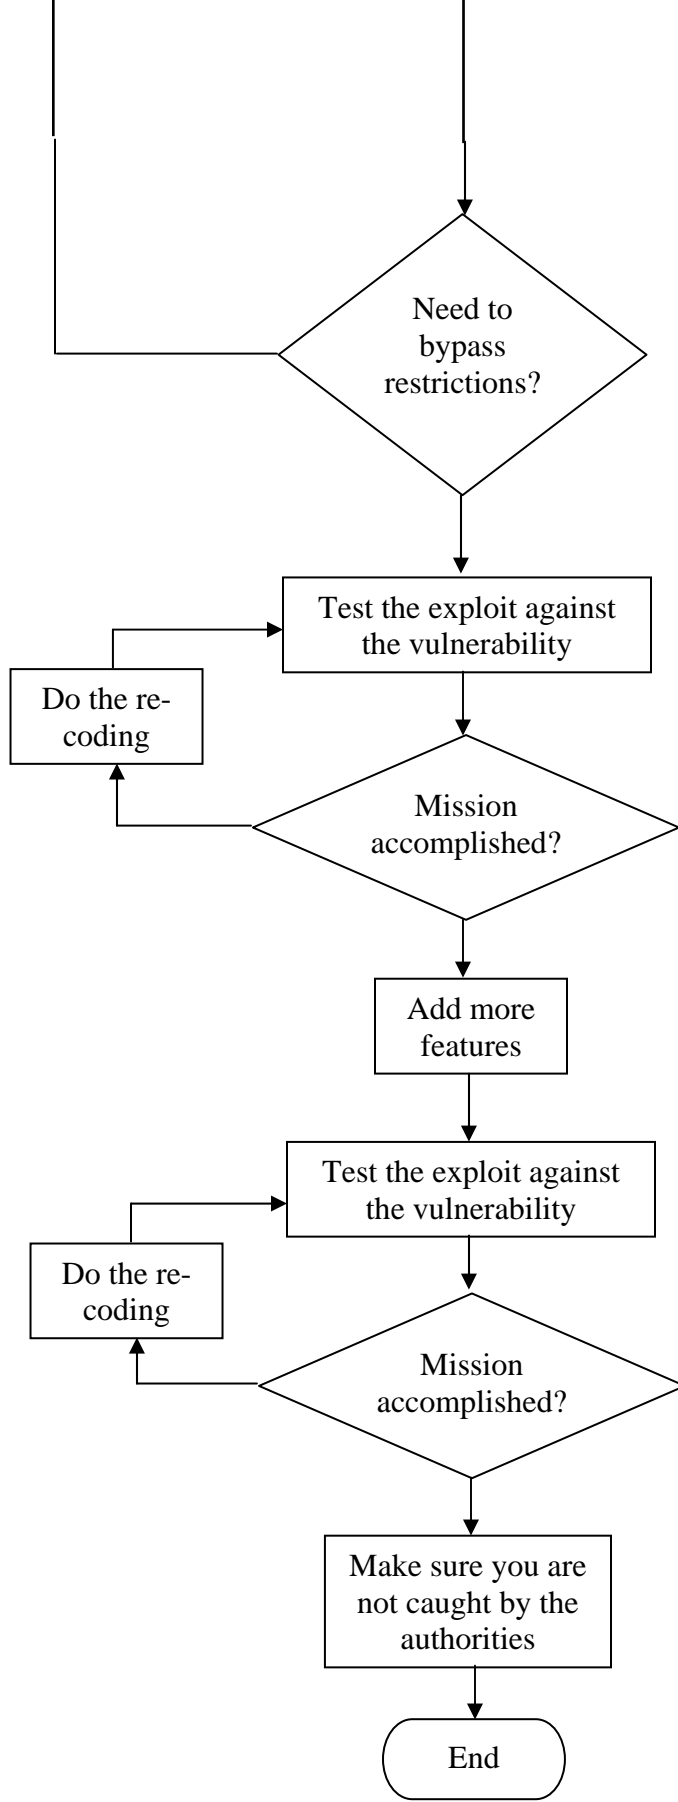 Need to
bypass
restrictions?
Test the exploit against
the vulnerability
Do the re-
coding
Mission
accomplished?
Add more
features
Test the exploit against
the vulnerability
Do the re-
coding
Mission
accomplished?
Make sure you are
not caught by the
authorities
End